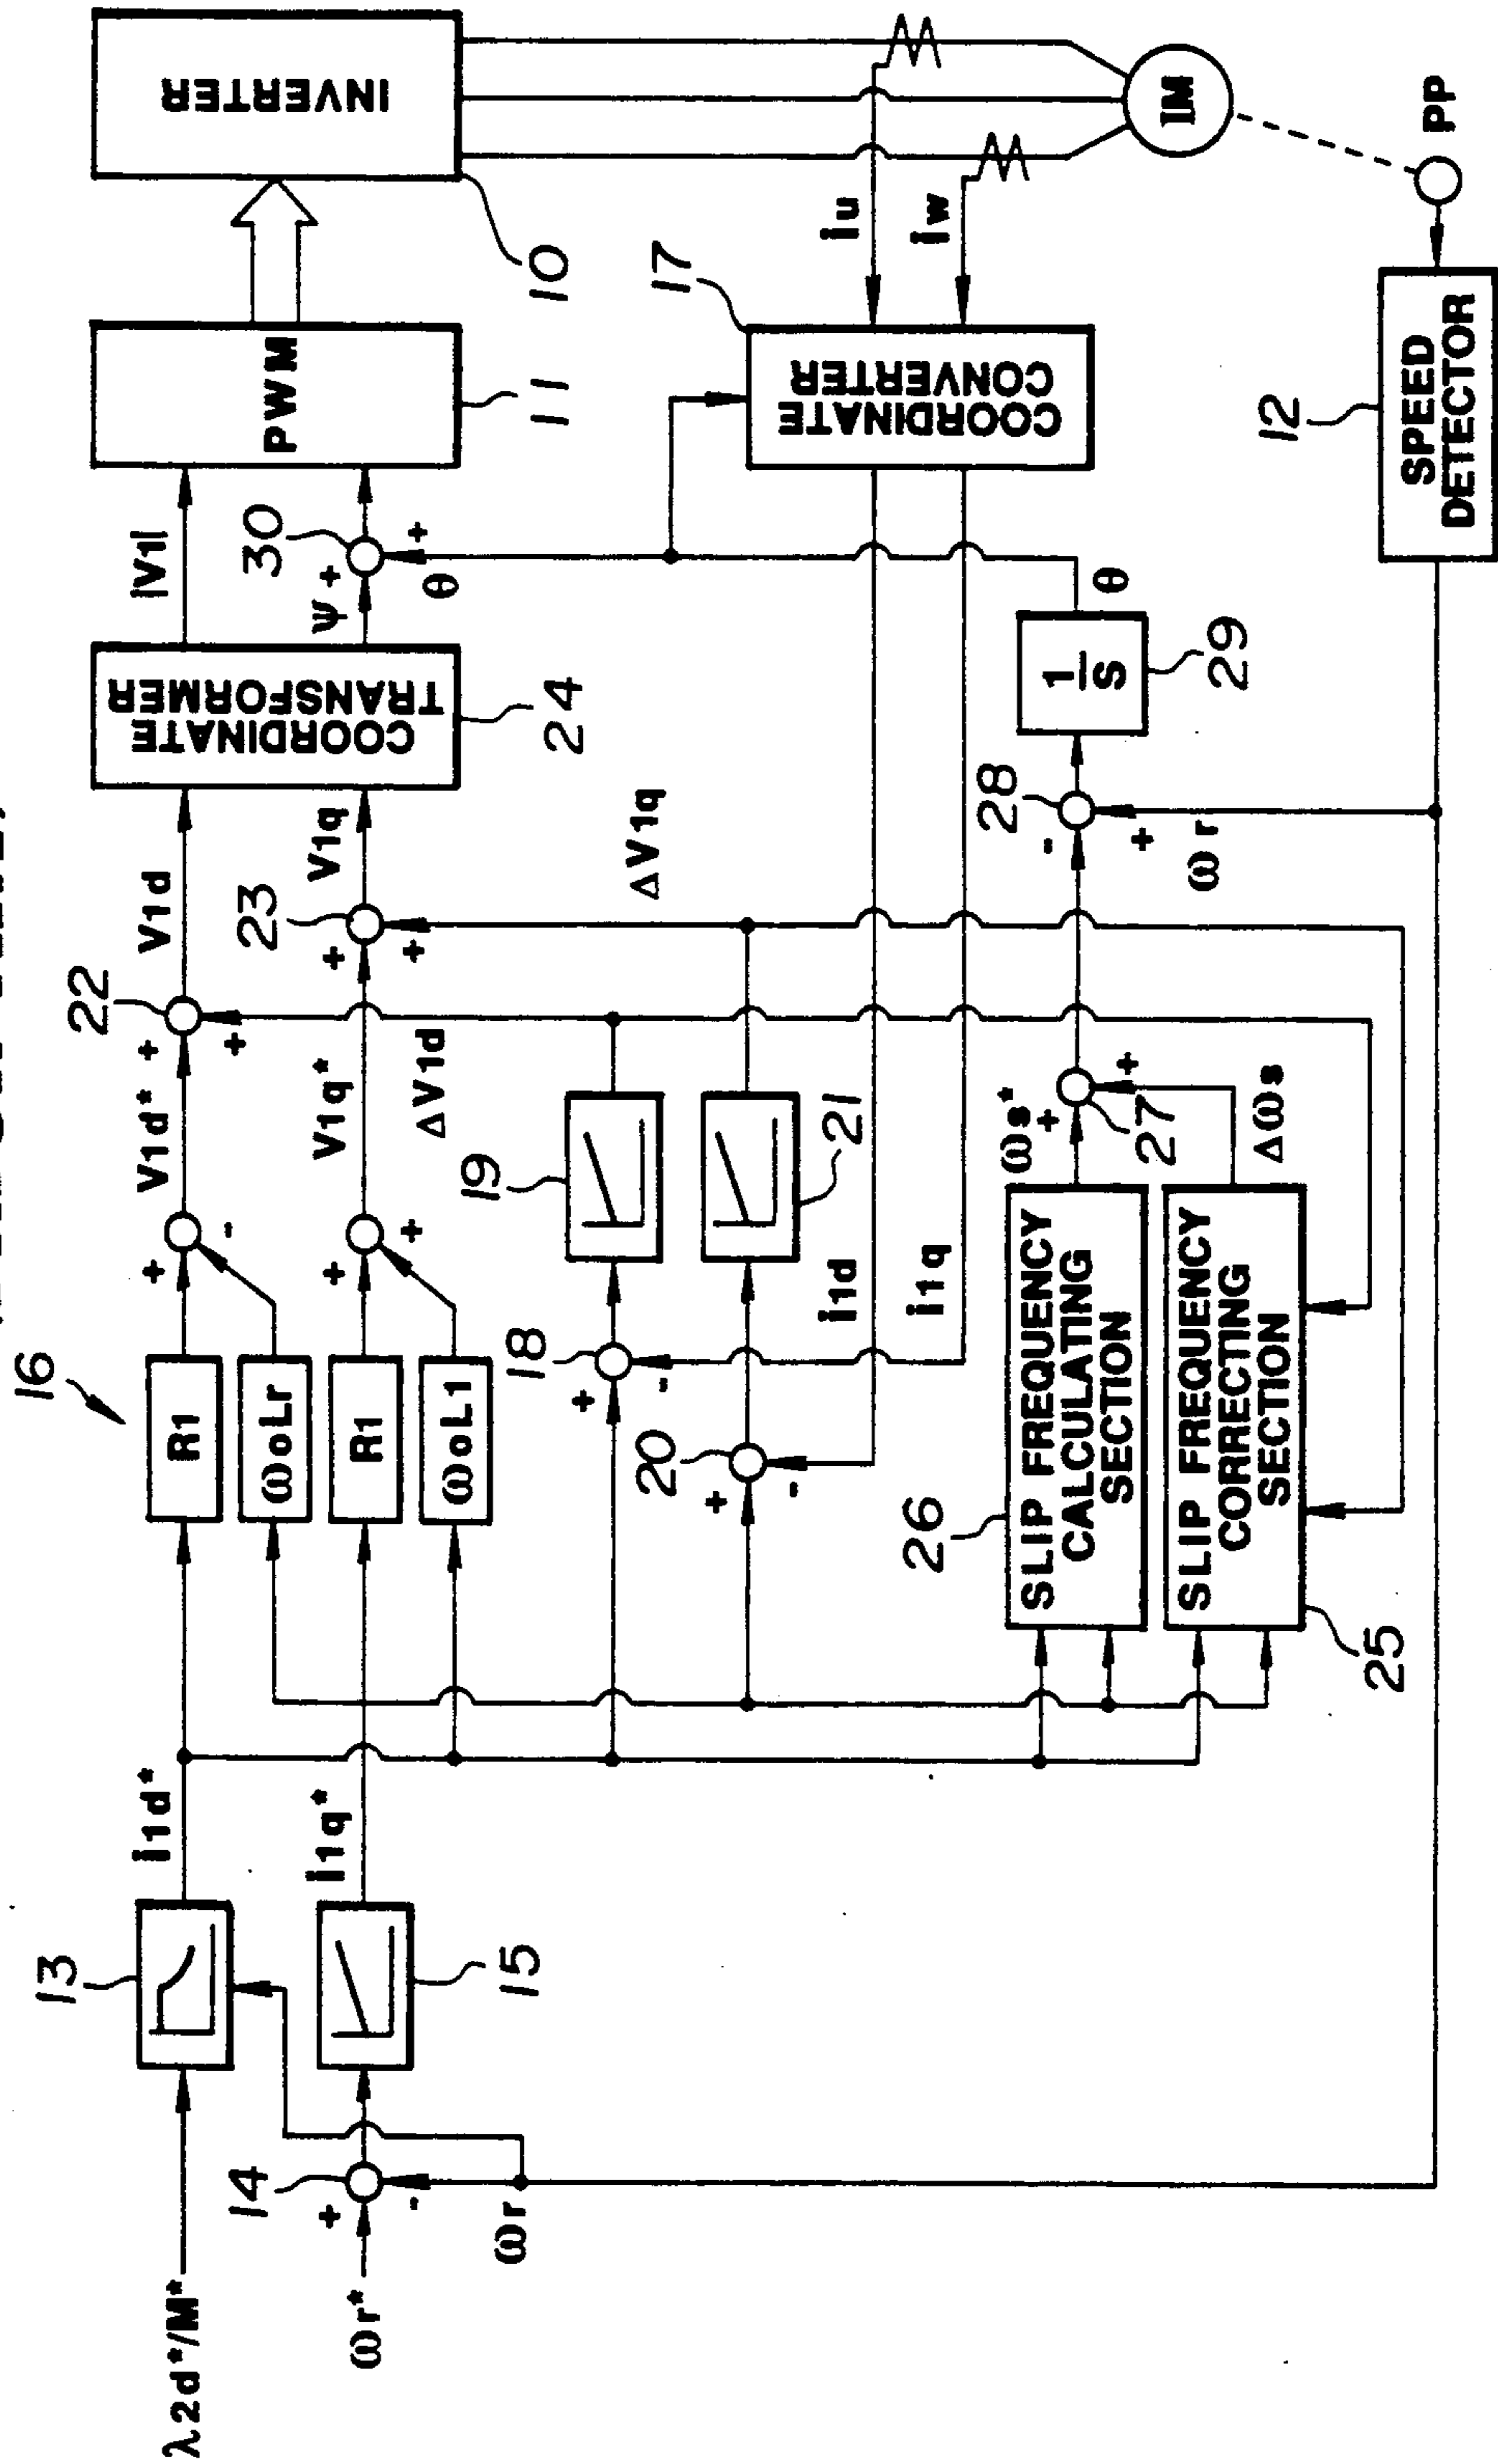 16
13
λ2d*/M*
i1d*
R1
ωoLr
V1d*
+
-
+
+
22
V1d
COORDINATE
TRANSFORMER
24
|V1|
PWM
11
INVERTER
10
14
ωr*
+
-
ωr
15
i1q*
R1
ωoL1
+
+
V1q*
+
+
23
V1q
ψ
+
30
+
θ
ΔV1d
ΔV1q
18
+
-
19
20
+
-
21
i1d
i1q
17
COORDINATE
CONVERTER
iu
iw
IM
PP
26
SLIP FREQUENCY
CALCULATING
SECTION
ωs*
+
27
+
Δωs
SLIP FREQUENCY
CORRECTING
SECTION
25
28
-
+
ωr
1
S
29
θ
12
SPEED
DETECTOR